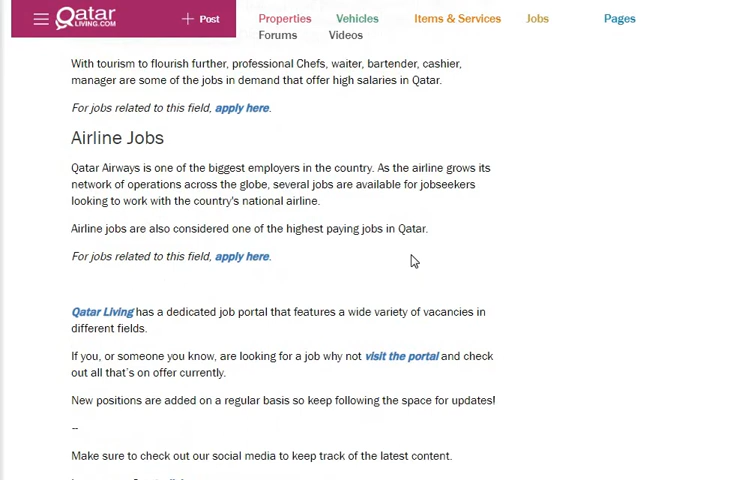 Qatar
LIVING.COM
+ Post
Properties Vehicles Items & Services Jobs Pages
Forums Videos
With tourism to flourish further, professional Chefs, waiter, bartender, cashier,
manager are some of the jobs in demand that offer high salaries in Qatar.
For jobs related to this field, apply here.
Airline Jobs
Qatar Airways is one of the biggest employers in the country. As the airline grows its
network of operations across the globe, several jobs are available for jobseekers
looking to work with the country's national airline.
Airline jobs are also considered one of the highest paying jobs in Qatar.
For jobs related to this field, apply here.
Qatar Living has a dedicated job portal that features a wide variety of vacancies in
different fields.
If you, or someone you know, are looking for a job why not visit the portal and check
out all that's on offer currently.
New positions are added on a regular basis so keep following the space for updates!
--
Make sure to check out our social media to keep track of the latest content.